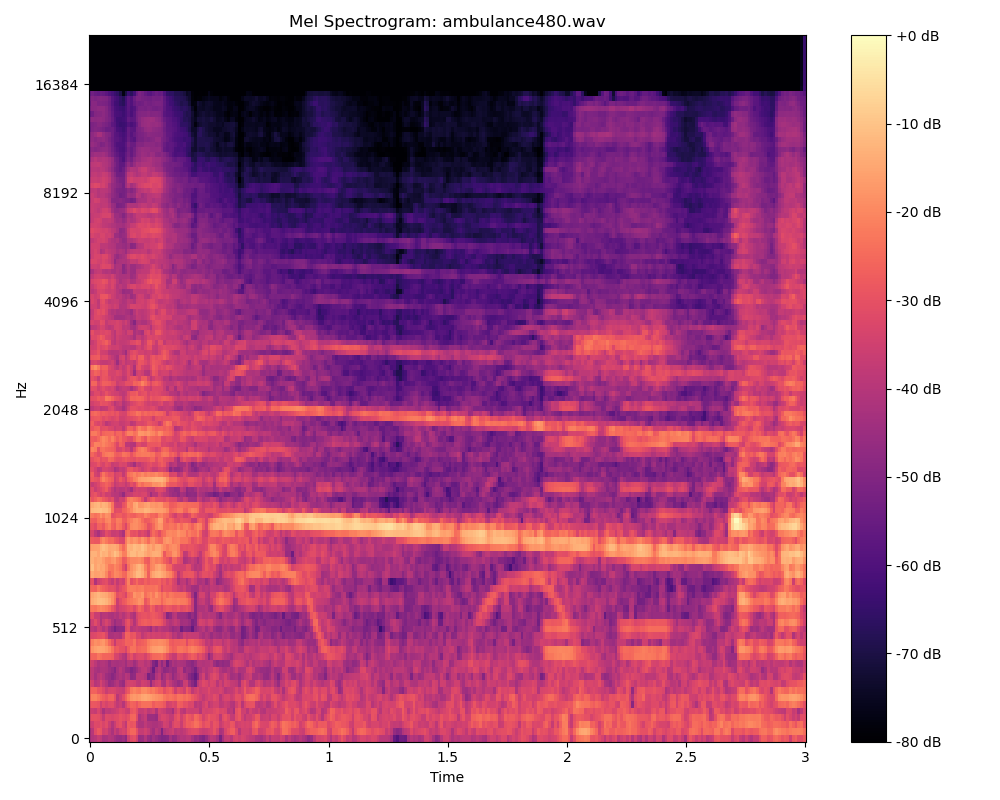 Mel Spectrogram: ambulance480.wav
+0 dB
16384
-10 dB
8192
-20 dB
4096
-30 dB
Hz
2048
-40 dB
-50 dB
1024
-60 dB
512
-70 dB
0
-80 dB
0 0.5 1 1.5 2 2.5 3
Time